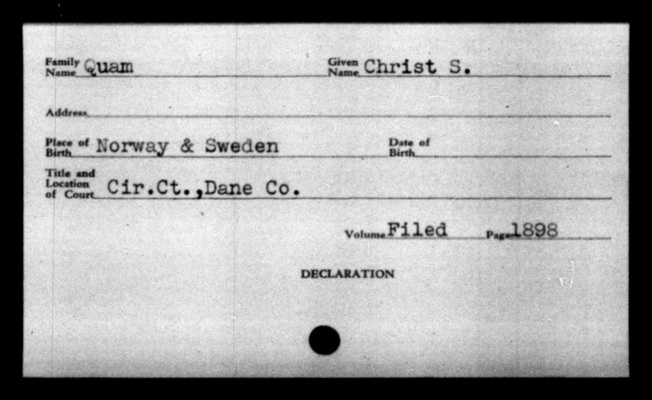 Family Name Quam Given Name Christ S.
Address
Place of Birth Norway & Sweden Date of Birth
Title and Location of Court Cir.Ct.,Dane Co.
Volume Filed Page 1898
DECLARATION